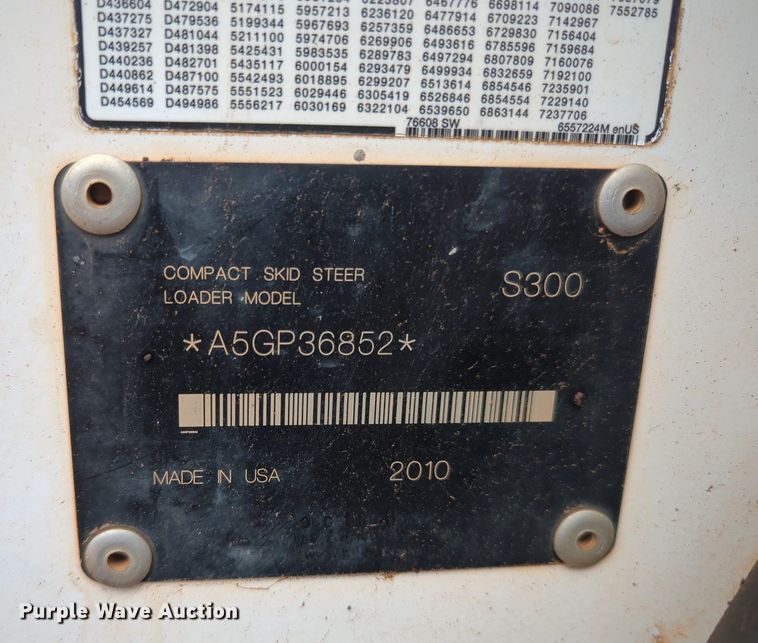 6467776 6698114 7090086 7552785
D436604 D472904 5174115 5957213 6236120 6477914 6709223 7142967
D437275 D479536 5199344 5967693 6257359 6486653 6729830 7156404
D437327 D481044 5211100 5974706 6269906 6493616 6785596 7159684
D439257 D481398 5425431 5983535 6289783 6497294 6807809 7160076
D440236 D482701 5435117 6000154 6293479 6499934 6832659 7192100
D440862 D487100 5542493 6018895 6299207 6513614 6854546 7235901
D449614 D487575 5551523 6029446 6305419 6526846 6854554 7229140
D454569 D494986 5556217 6030169 6322104 6539650 6863144 7237706
76608 SW 6557224M enUS
COMPACT SKID STEER
LOADER MODEL S300
*A5GP36852*
MADE IN USA 2010
Purple Wave Auction